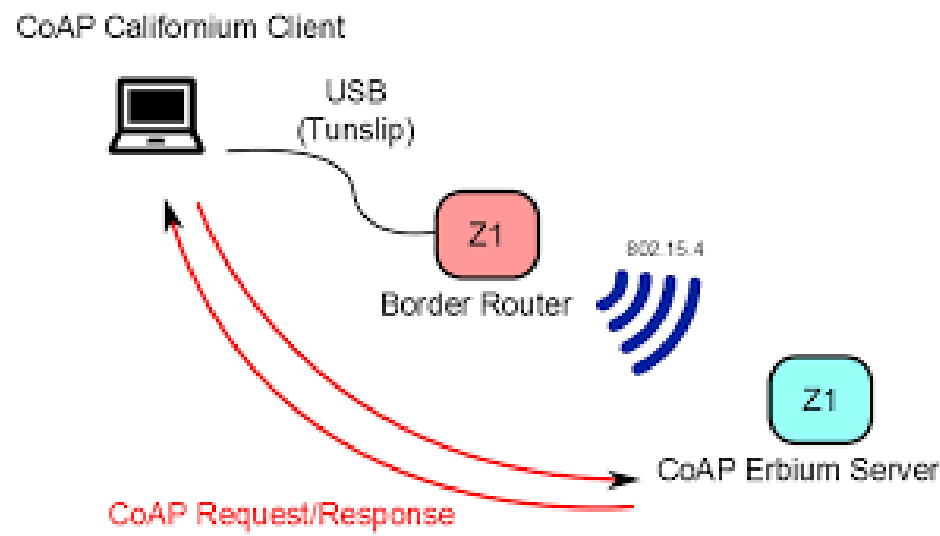 CoAP Californium Client
USB
(Tunslip)
Z1
802.15.4
Border Router
Z1
CoAP Erbium Server
CoAP Request/Response